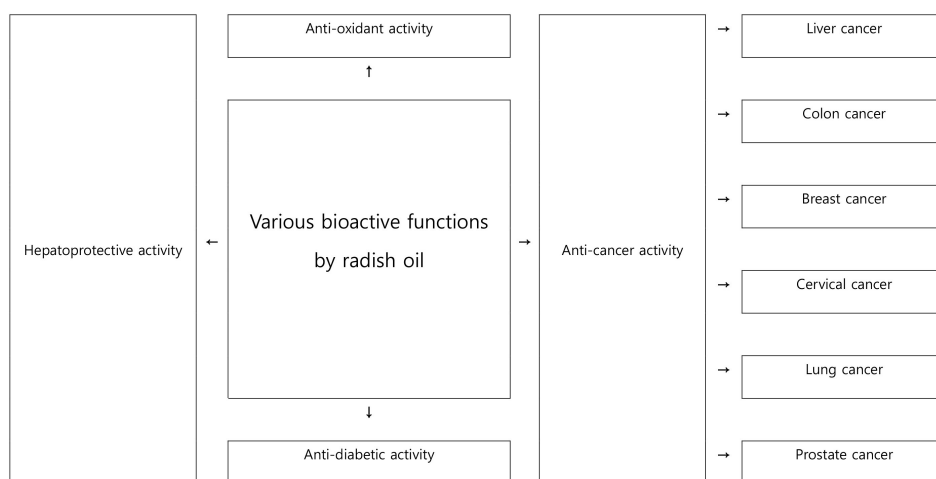 Anti-oxidant activity
Liver cancer
↑
→
Colon cancer
→
Breast cancer
→
Various bioactive functions
by radish oil
Hepatoprotective activity
←
→
Anti-cancer activity
Cervical cancer
→
Lung cancer
→
↓
Anti-diabetic activity
Prostate cancer
→